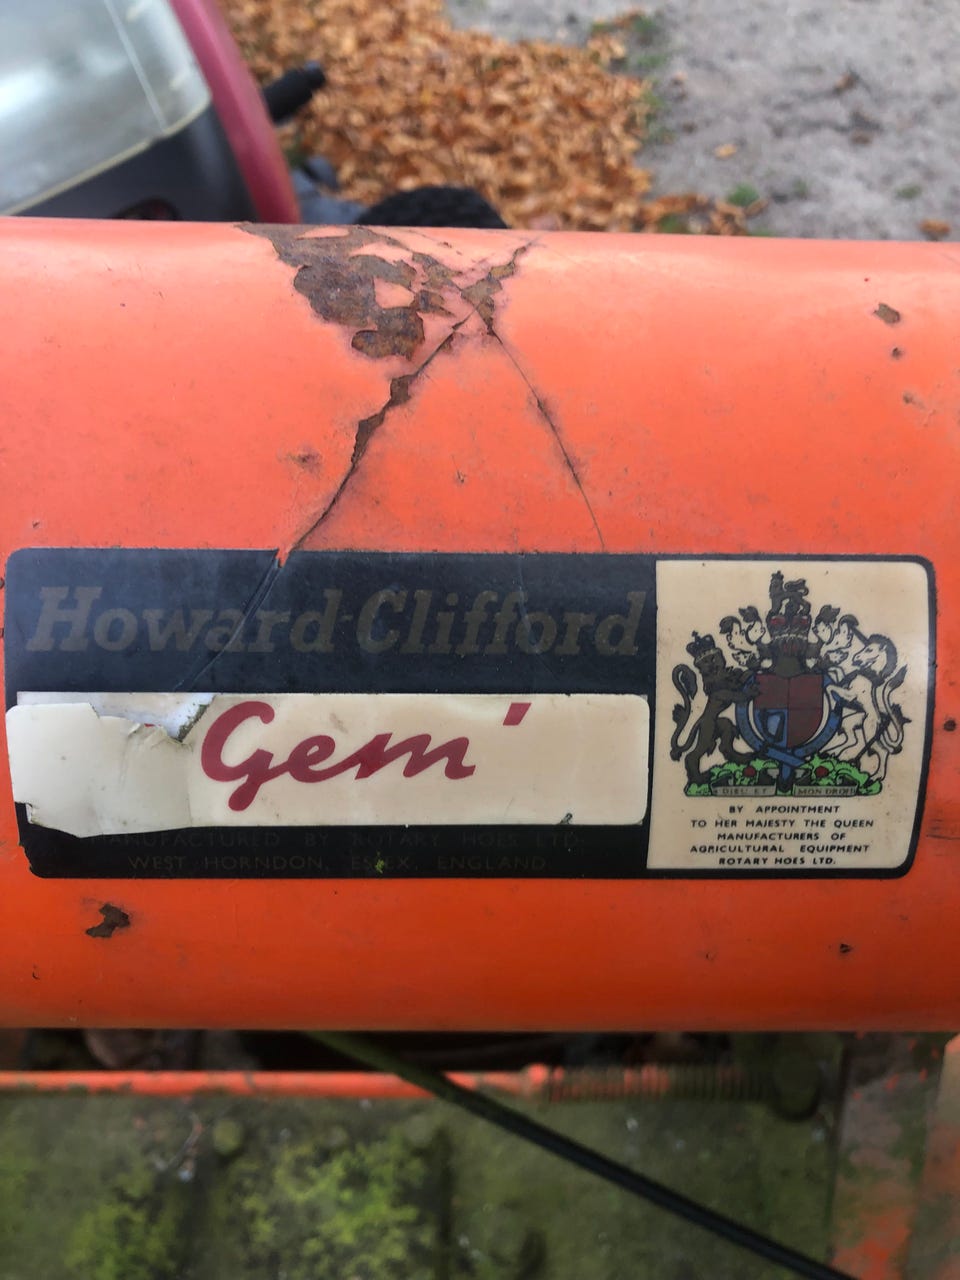 Howard-Clifford
Gem
MANUFACTURED BY ROTARY HOES LTD.
WEST HORNDON, ESSEX, ENGLAND
DIEU ET MON DROIT
BY APPOINTMENT
TO HER MAJESTY THE QUEEN
MANUFACTURERS OF
AGRICULTURAL EQUIPMENT
ROTARY HOES LTD.